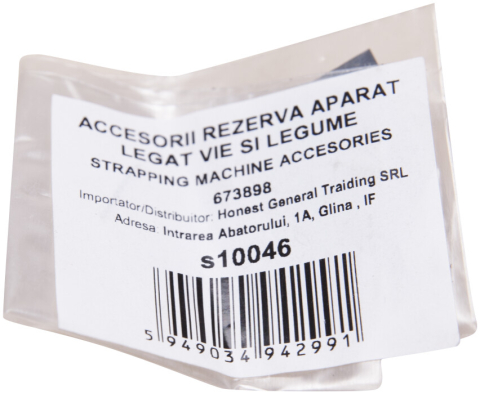 ACCESORII REZERVA APARAT
LEGAT VIE SI LEGUME
STRAPPING MACHINE ACCESORIES
673898
Importator/Distribuitor: Honest General Traiding SRL
Adresa Intrarea Abatorului, 1A, Glina , IF
s10046
5 949034 942991